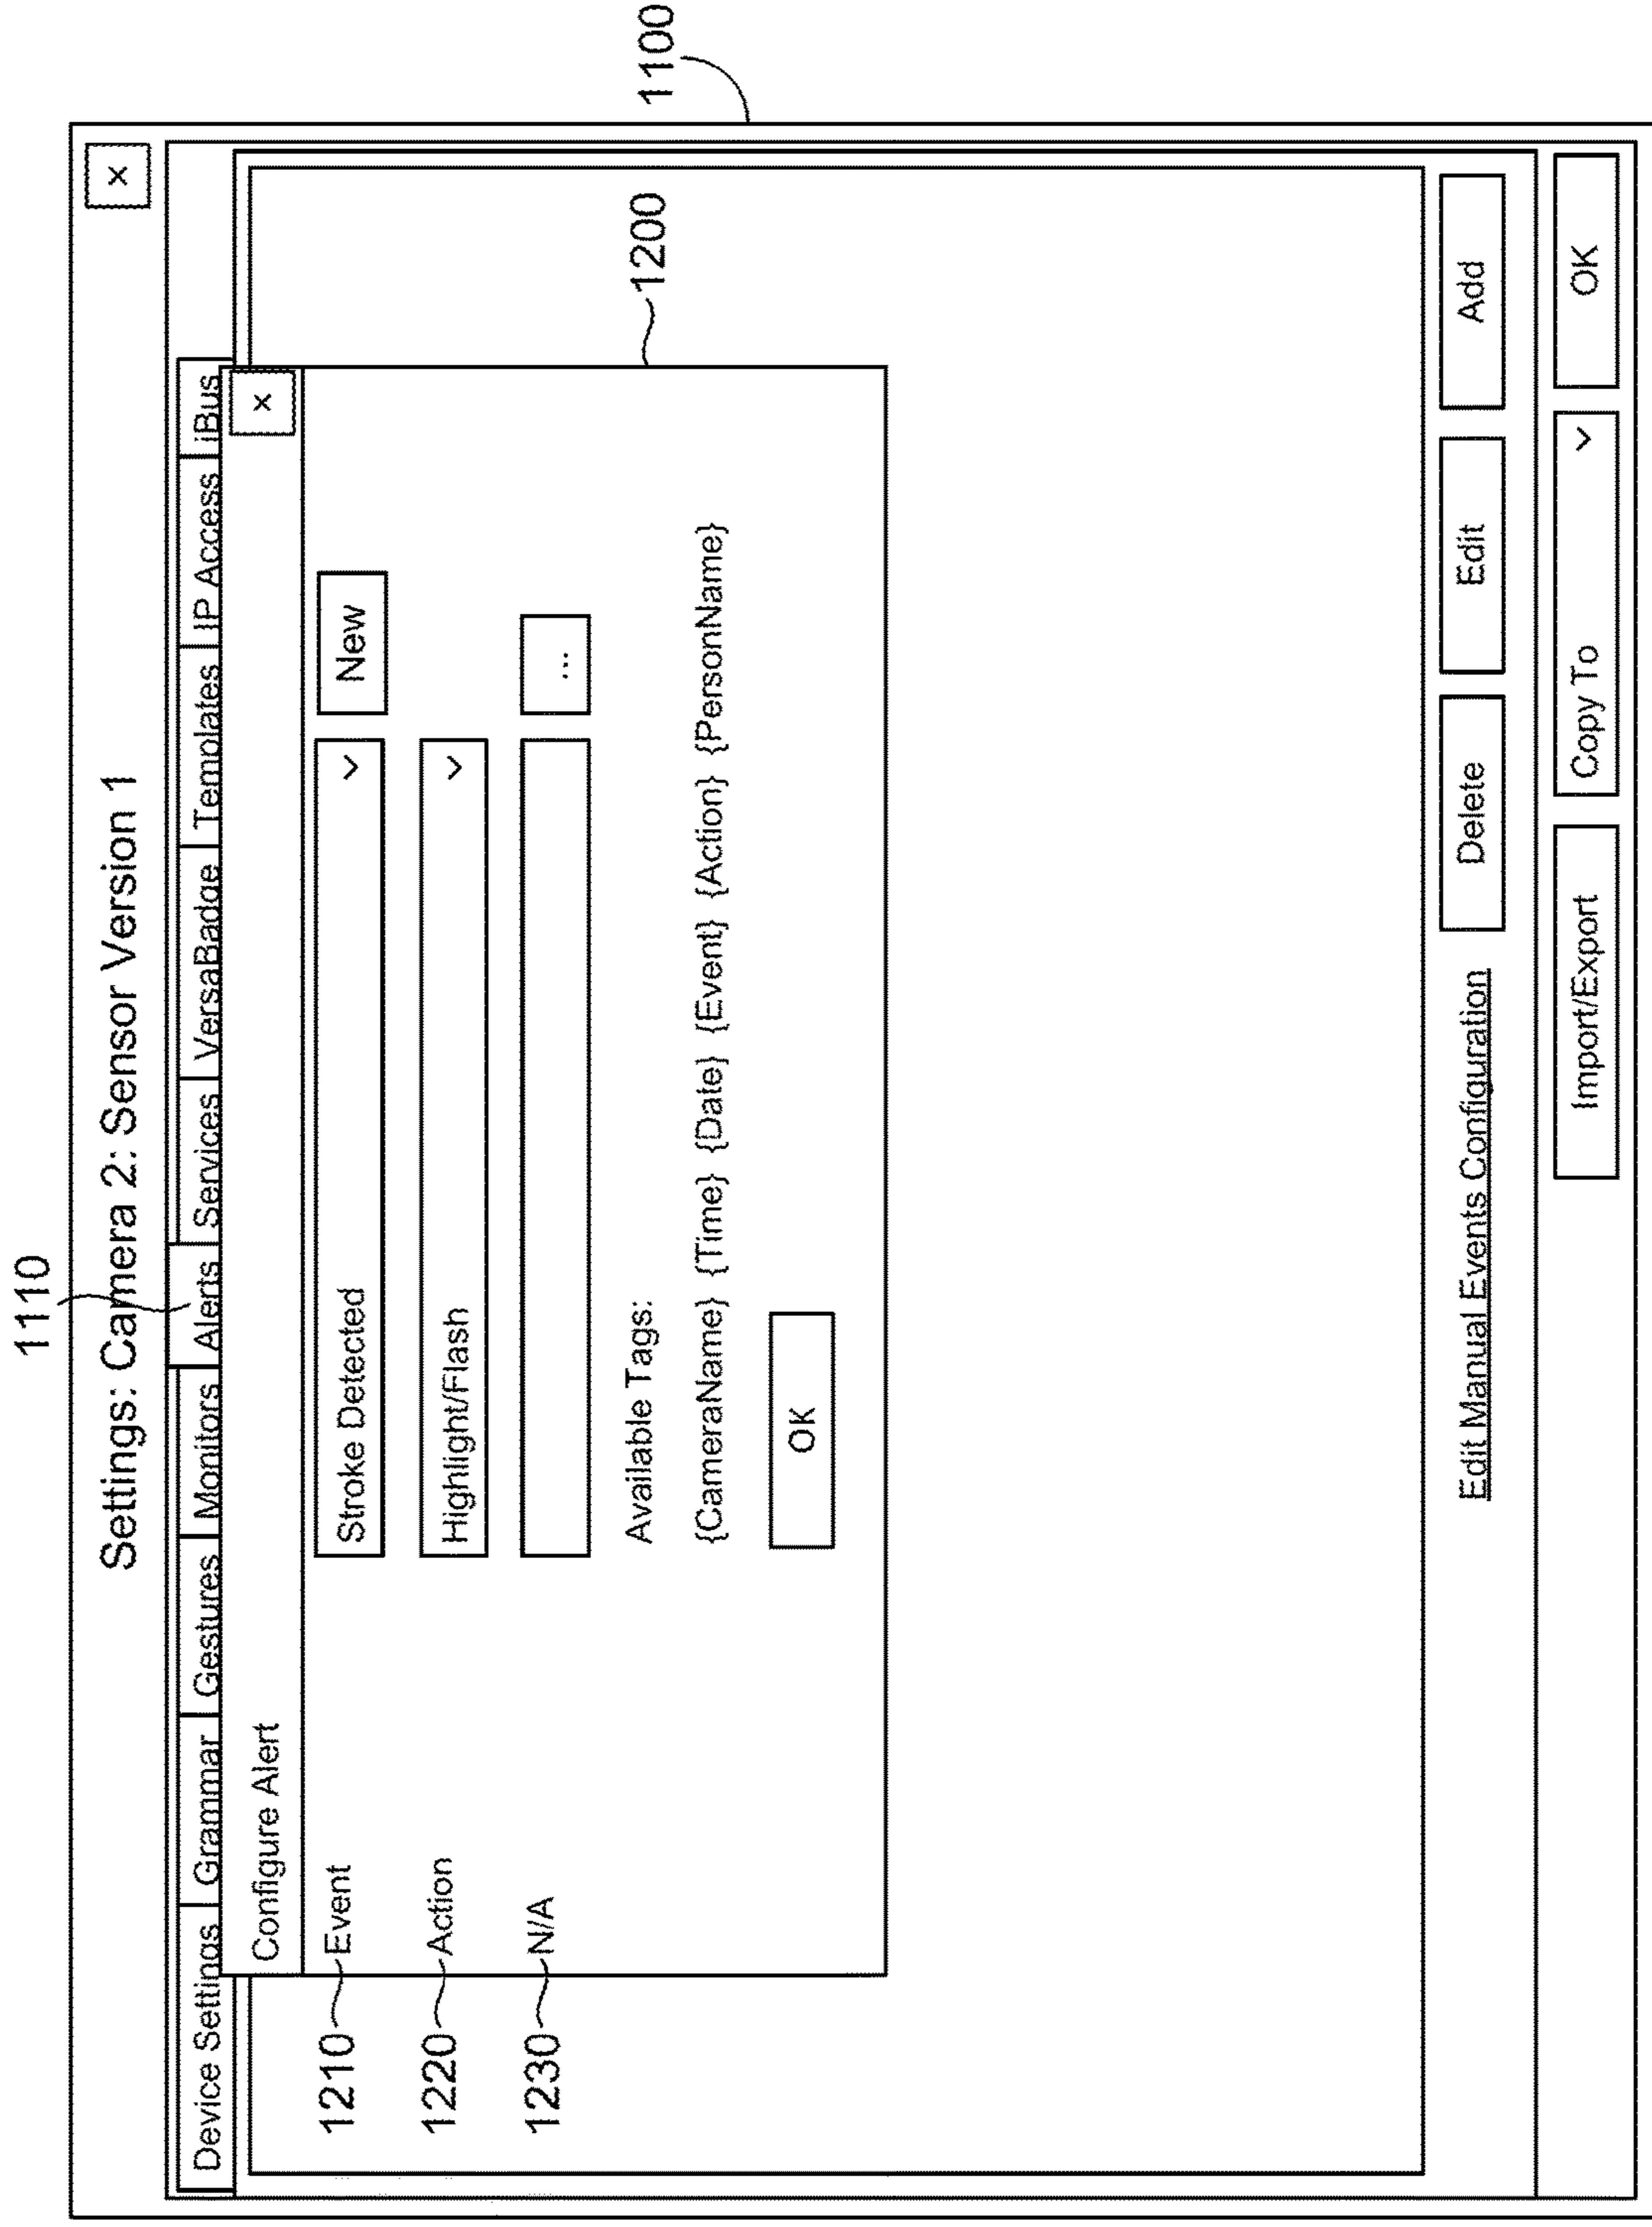 1110
Settings: Camera 2: Sensor Version 1
×
1100
Device Settings Grammar Gestures Monitors Alerts Services VersaBadge Templates IP Access iBus
Configure Alert
×
1210 Event Stroke Detected New
1220 Action Highlight/Flash
1230 N/A ...
Available Tags:
1200
{CameraName} {Time} {Date} {Event} {Action} {PersonName}
OK
Edit Manual Events Configuration Delete Edit Add
Import/Export Copy To OK